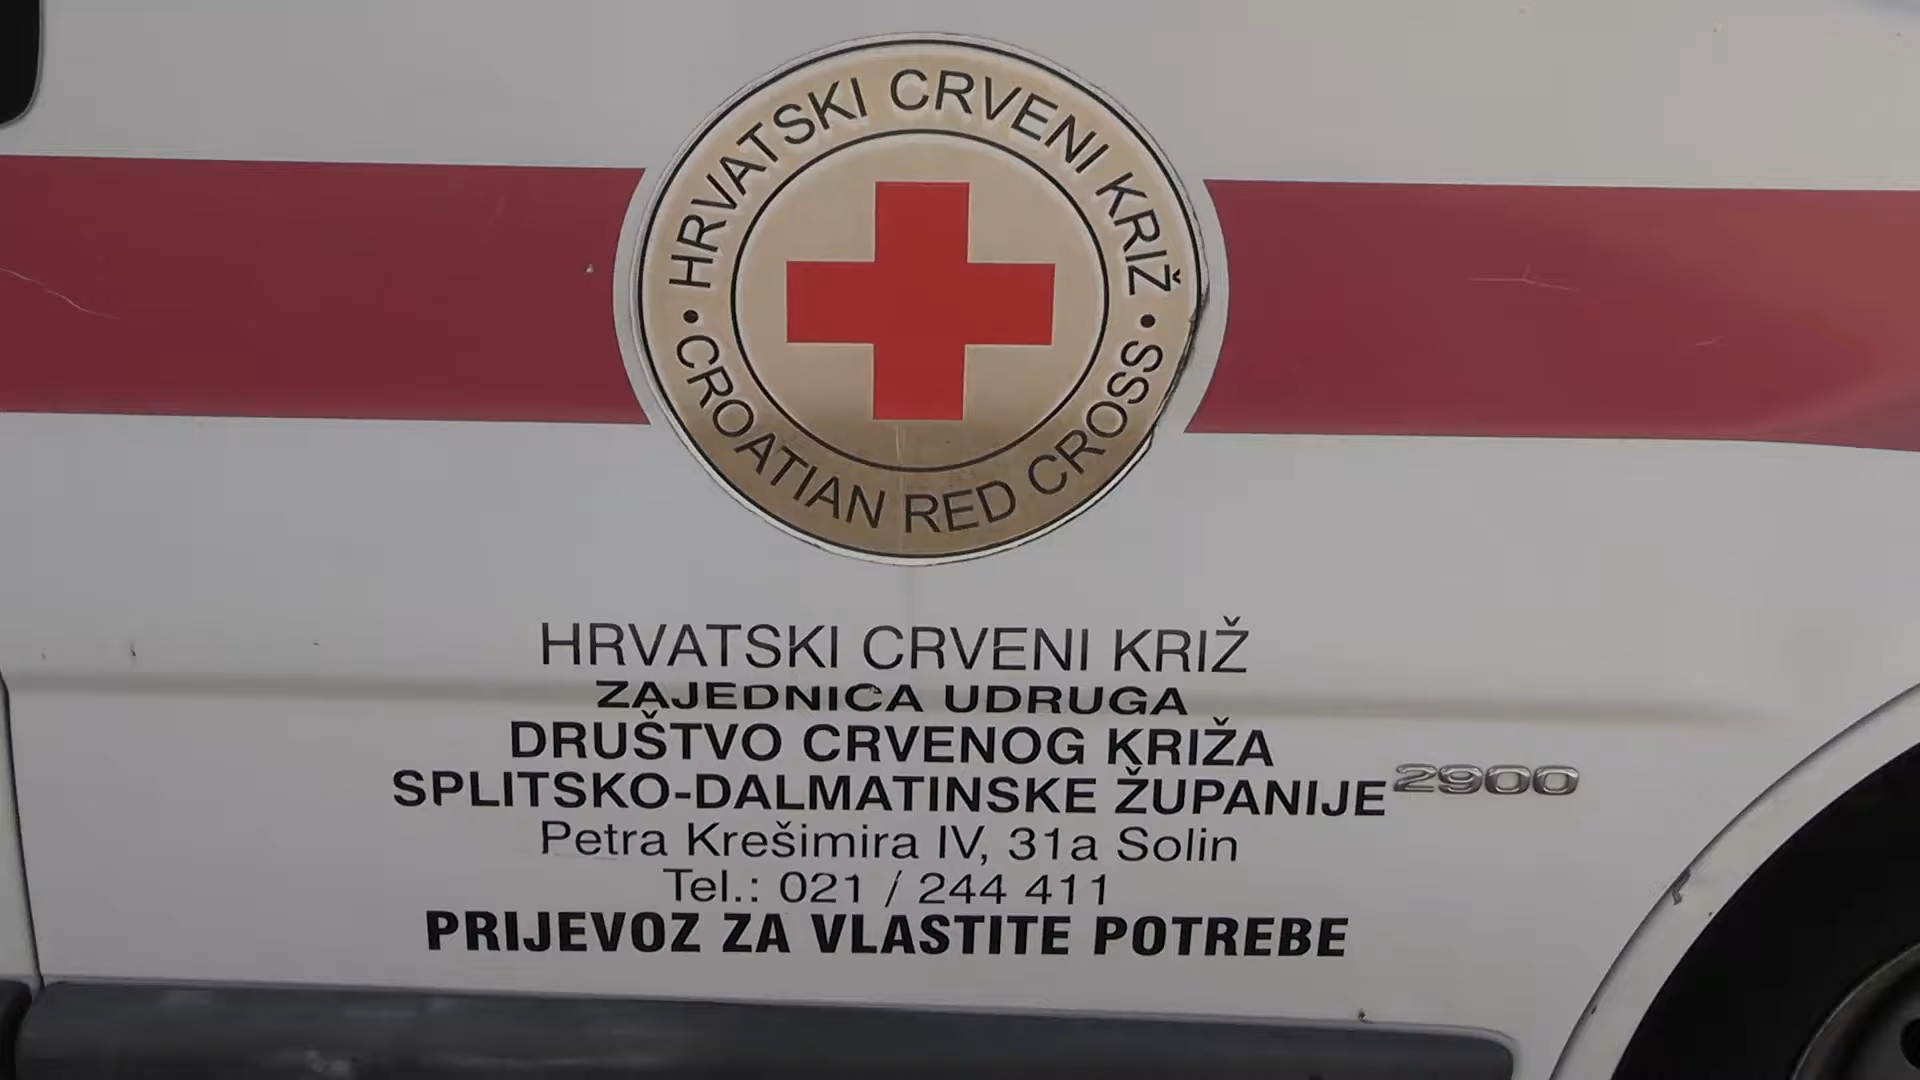 HRVATSKI CRVENI KRIŽ
• CROATIAN RED CROSS •
HRVATSKI CRVENI KRIŽ
ZAJEDNICA UDRUGA
DRUŠTVO CRVENOG KRIŽA
SPLITSKO-DALMATINSKE ŽUPANIJE
2900
Petra Krešimira IV, 31a Solin
Tel.: 021 / 244 411
PRIJEVOZ ZA VLASTITE POTREBE